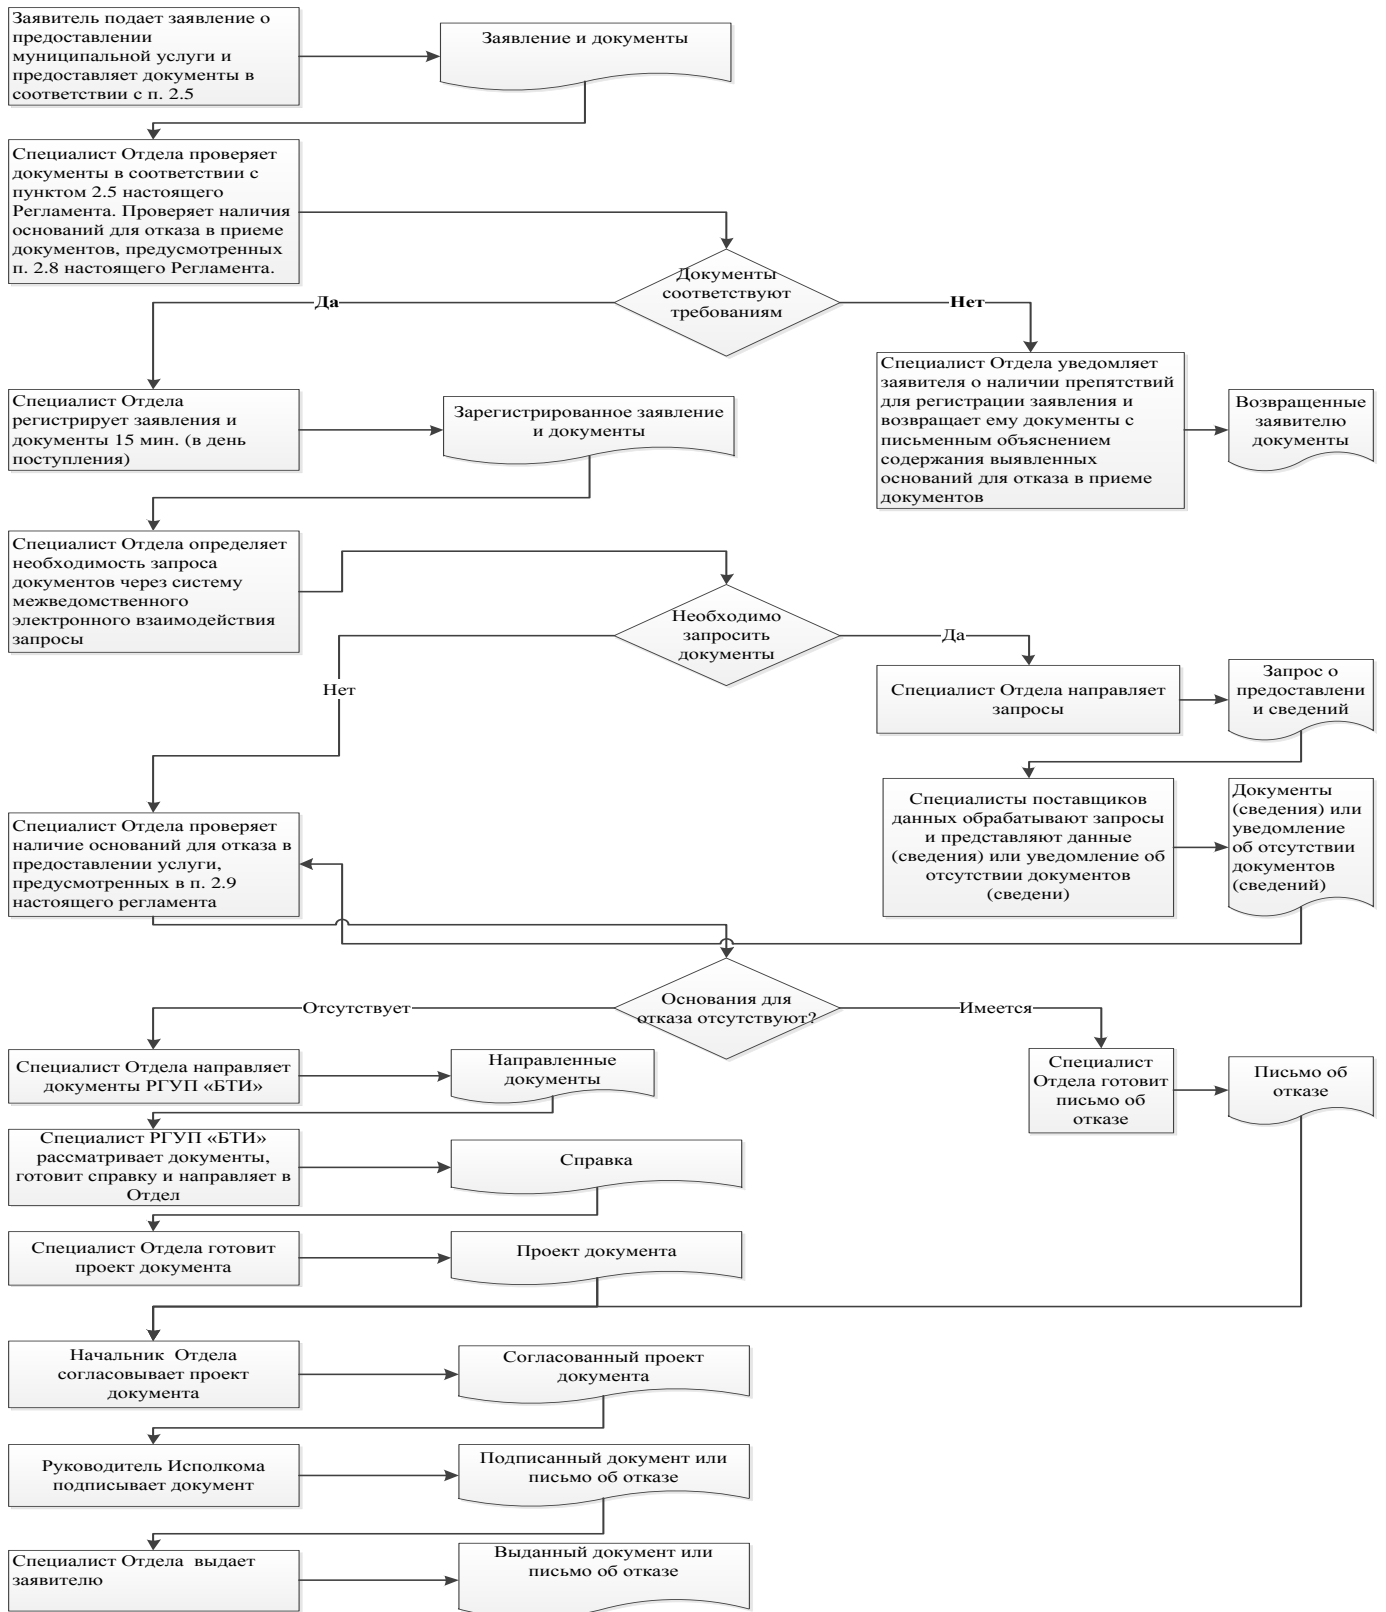 Заявитель подает заявление о
предоставлении
муниципальной услуги и
предоставляет документы в
соответствии с п. 2.5
Заявление и документы
Специалист Отдела проверяет
документы в соответствии с
пунктом 2.5 настоящего
Регламента. Проверяет наличия
оснований для отказа в приеме
документов, предусмотренных
п. 2.8 настоящего Регламента.
Документы
соответствуют
требованиям
Да
Нет
Специалист Отдела
регистрирует заявления и
документы 15 мин. (в день
поступления)
Зарегистрированное заявление
и документы
Специалист Отдела уведомляет
заявителя о наличии препятствий
для регистрации заявления и
возвращает ему документы с
письменным объяснением
содержания выявленных
оснований для отказа в приеме
документов
Возвращенные
заявителю
документы
Специалист Отдела определяет
необходимость запроса
документов через систему
межведомственного
электронного взаимодействия
запросы
Необходимо
запросить
документы
Да
Нет
Специалист Отдела направляет
запросы
Запрос о
предоставлени
и сведений
Специалисты поставщиков
данных обрабатывают запросы
и представляют данные
(сведения) или уведомление об
отсутствии документов
(сведени)
Документы
(сведения) или
уведомление
об отсутствии
документов
(сведений)
Специалист Отдела проверяет
наличие оснований для отказа в
предоставлении услуги,
предусмотренных в п. 2.9
настоящего регламента
Основания для
отказа отсутствуют?
Отсутствует
Имеется
Специалист Отдела направляет
документы РГУП «БТИ»
Направленные
документы
Специалист
Отдела готовит
письмо об
отказе
Письмо об
отказе
Специалист РГУП «БТИ»
рассматривает документы,
готовит справку и направляет в
Отдел
Справка
Специалист Отдела готовит
проект документа
Проект документа
Начальник  Отдела
согласовывает проект
документа
Согласованный проект
документа
Руководитель Исполкома
подписывает документ
Подписанный документ или
письмо об отказе
Специалист Отдела  выдает
заявителю
Выданный документ или
письмо об отказе